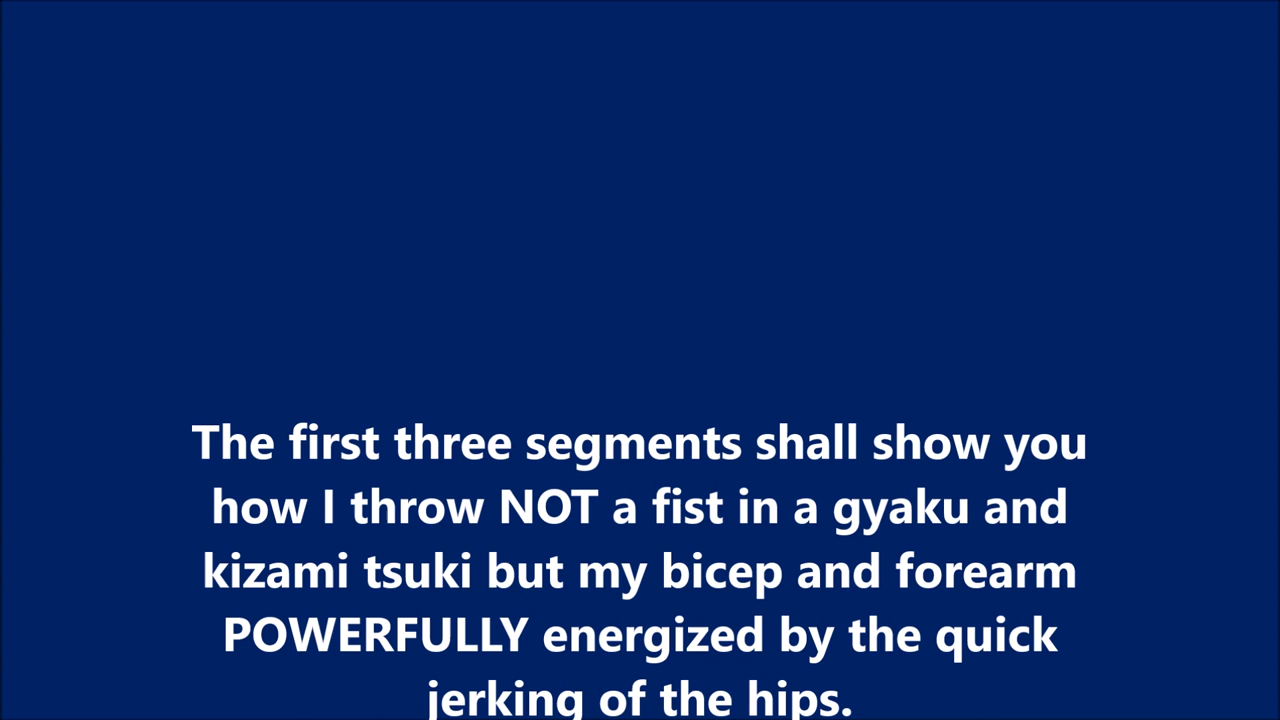 The first three segments shall show you
how I throw NOT a fist in a gyaku and
kizami tsuki but my bicep and forearm
POWERFULLY energized by the quick
jerking of the hips.